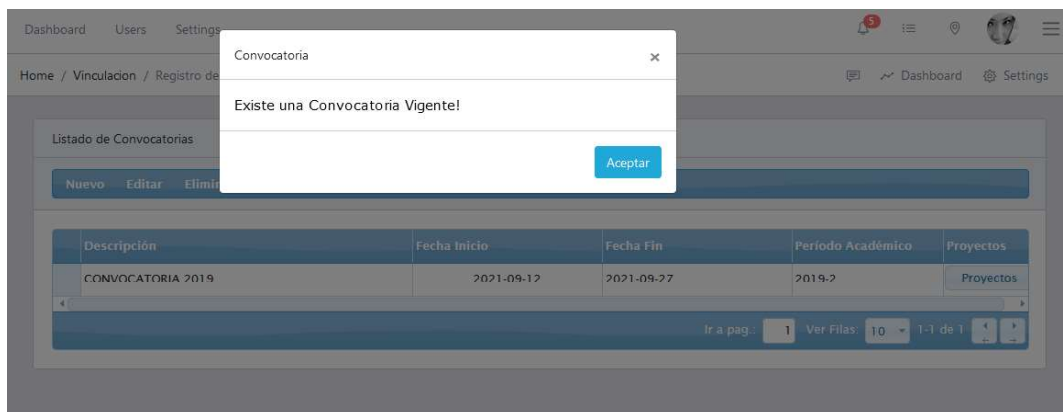 Dashboard Users Settings 5
Convocatoria ×
Home / Vinculacion / Registro de Dashboard Settings
Existe una Convocatoria Vigente!
Listado de Convocatorias
Aceptar
Nuevo Editar Elimin
Descripción Fecha Inicio Fecha Fin Período Académico Proyectos
CONVOCATORIA 2019 2021-09-12 2021-09-27 2019-2 Proyectos
Ir a pag.: 1 Ver Filas: 10 1-1 de 1